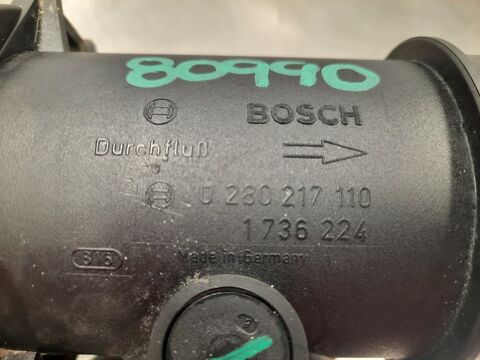 80990
BOSCH
Durchfluß
0 280 217 110
1 736 224
Made in Germany